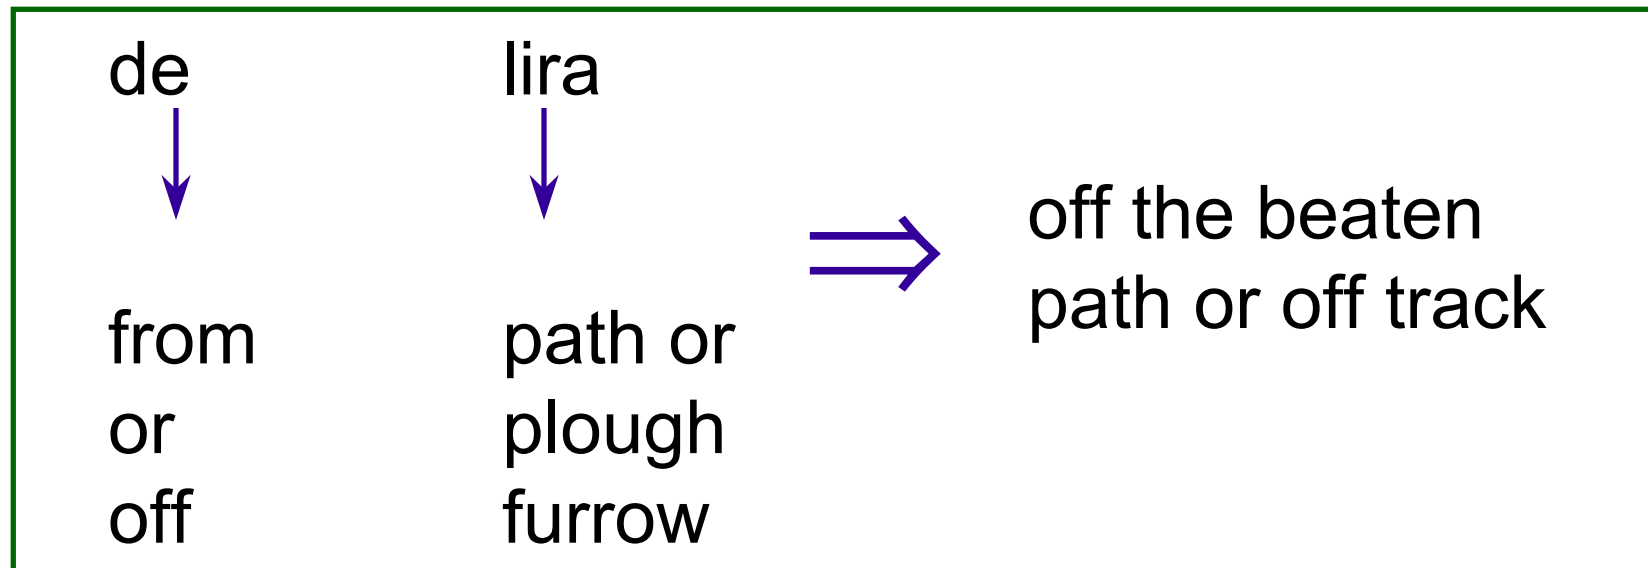 de lira
off the beaten
path or off track
from path or
or plough
off furrow